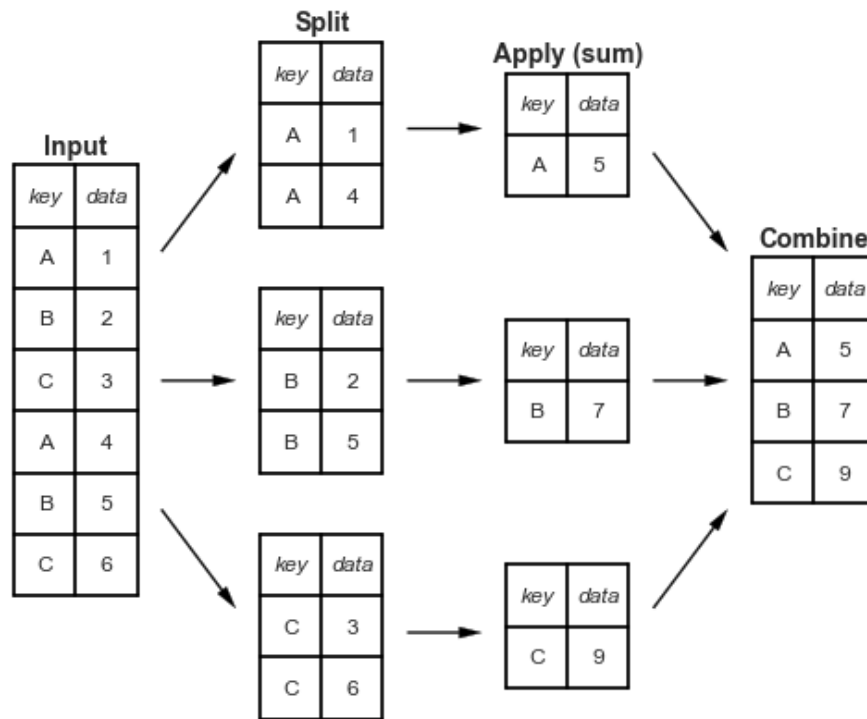 Input
key data
A 1
B 2
C 3
A 4
B 5
C 6
Split
key data
A 1
A 4
key data
B 2
B 5
key data
C 3
C 6
Apply (sum)
key data
A 5
key data
B 7
key data
C 9
Combine
key data
A 5
B 7
C 9